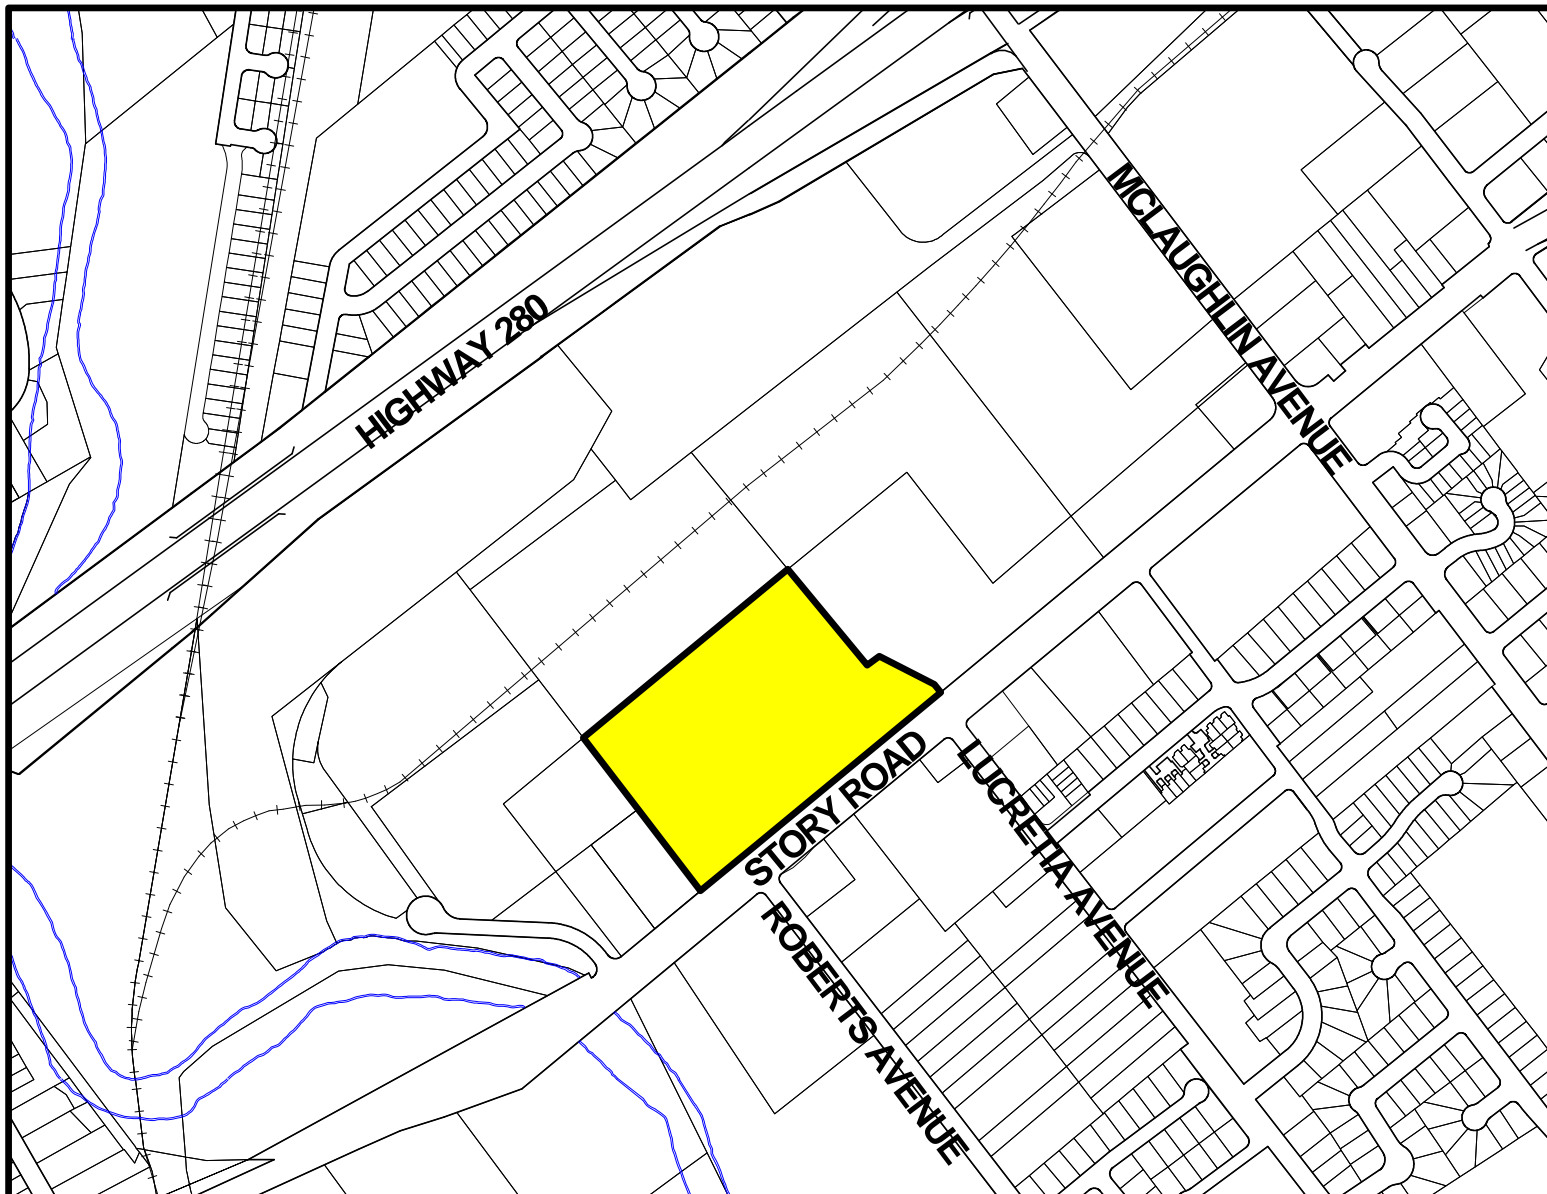 MCLAUGHLIN AVENUE
HIGHWAY 280
STORY ROAD
LUCRETIA AVENUE
ROBERTS AVENUE